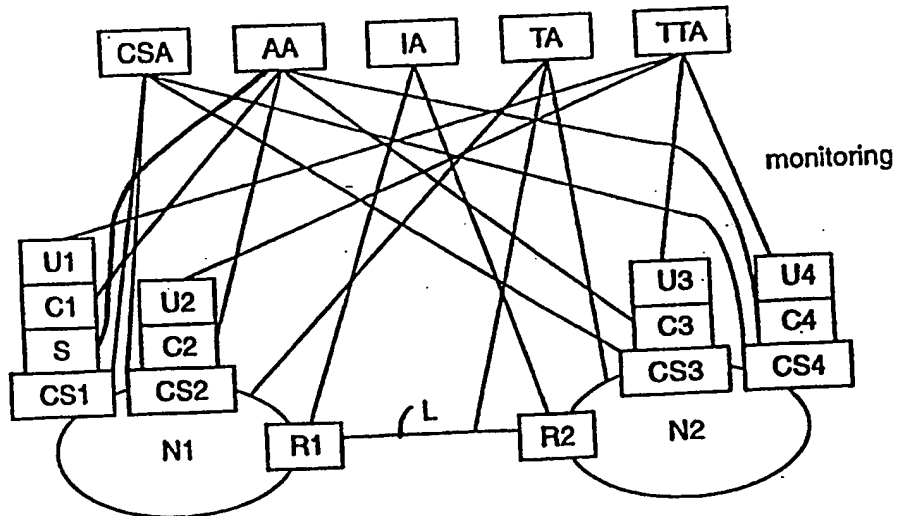 CSA AA IA TA TTA
monitoring
U1
C1
S
CS1
U2
C2
CS2
U3
C3
CS3
U4
C4
CS4
N1
R1
L
R2
N2